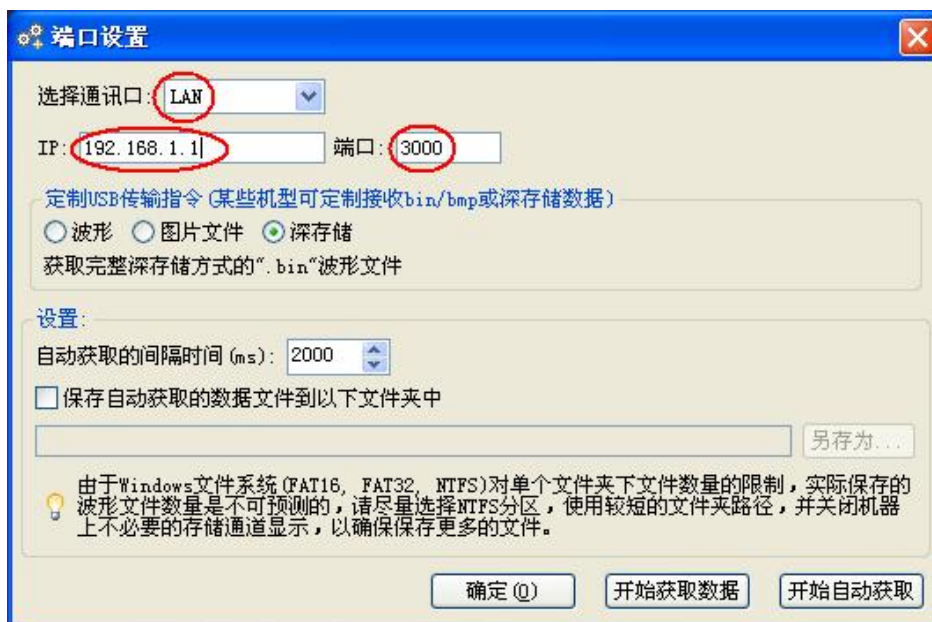 端口设置
选择通讯口: LAN
IP: 192.168.1.1 端口: 3000
定制USB传输指令(某些机型可定制接收bin/bmp或深存储数据)
波形 图片文件 深存储
获取完整深存储方式的".bin"波形文件
设置:
自动获取的间隔时间(ms): 2000
保存自动获取的数据文件到以下文件夹中
另存为...
由于Windows文件系统(FAT16, FAT32, NTFS)对单个文件夹下文件数量的限制，实际保存的
波形文件数量是不可预测的，请尽量选择NTFS分区，使用较短的文件夹路径，并关闭机器
上不必要的存储通道显示，以确保保存更多的文件。
确定(O) 开始获取数据 开始自动获取